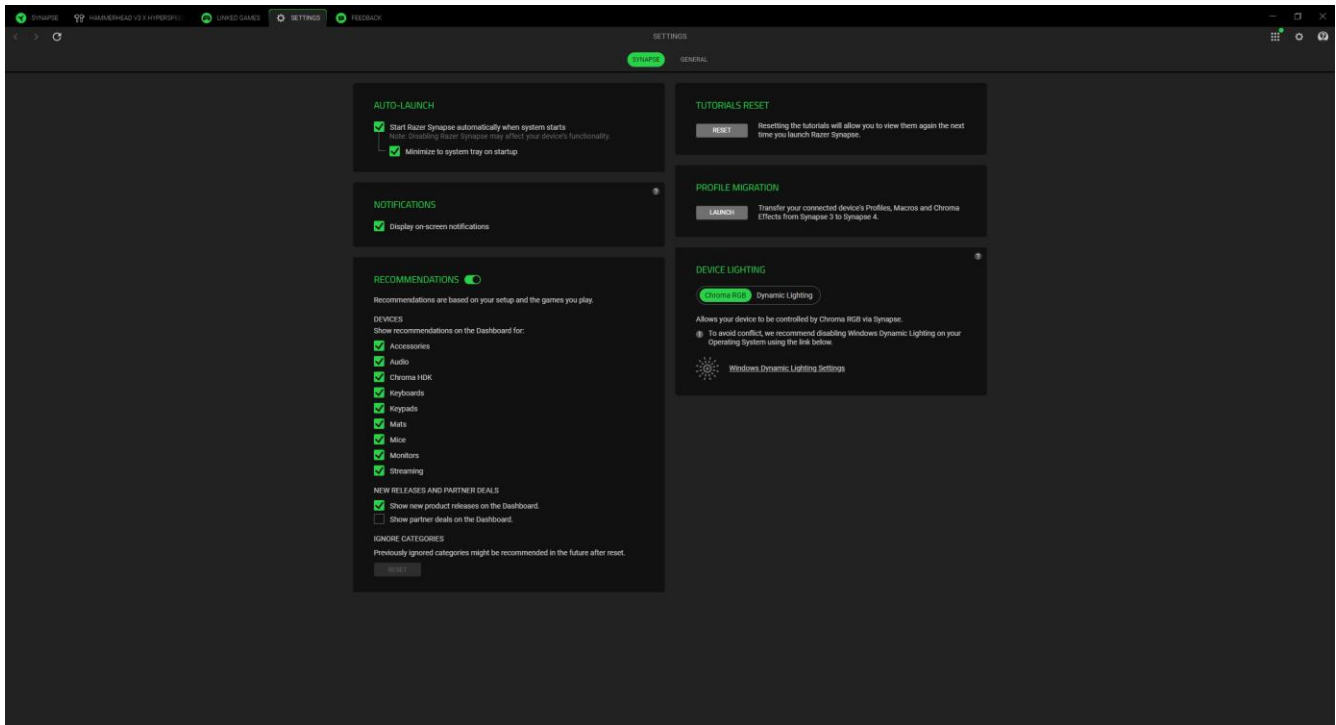 SYNAPSE
HAMMERHEAD V3 X HYPERSPE
LINKED GAMES
SETTINGS
FEEDBACK
SETTINGS
SYNAPSE
GENERAL
AUTO-LAUNCH
Start Razer Synapse automatically when system starts
Note: Disabling Razer Synapse may affect your device's functionality.
Minimize to system tray on startup
NOTIFICATIONS
Display on-screen notifications
RECOMMENDATIONS
Recommendations are based on your setup and the games you play.
DEVICES
Show recommendations on the Dashboard for:
Accessories
Audio
Chroma HDK
Keyboards
Keypads
Mats
Mice
Monitors
Streaming
NEW RELEASES AND PARTNER DEALS
Show new product releases on the Dashboard.
Show partner deals on the Dashboard.
IGNORE CATEGORIES
Previously ignored categories might be recommended in the future after reset.
RESET
TUTORIALS RESET
RESET
Resetting the tutorials will allow you to view them again the next
time you launch Razer Synapse.
PROFILE MIGRATION
LAUNCH
Transfer your connected device's Profiles, Macros and Chroma
Effects from Synapse 3 to Synapse 4.
DEVICE LIGHTING
Chroma RGB
Dynamic Lighting
Allows your device to be controlled by Chroma RGB via Synapse.
To avoid conflict, we recommend disabling Windows Dynamic Lighting on your
Operating System using the link below.
Windows Dynamic Lighting Settings